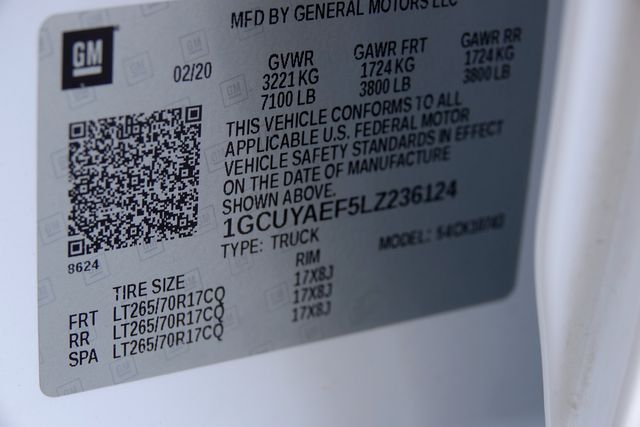 MFD BY GENERAL MOTORS LLC
GM
02/20
GVWR GAWR FRT GAWR RR
3221 KG 1724 KG 1724 KG
7100 LB 3800 LB 3800 LB
THIS VEHICLE CONFORMS TO ALL
APPLICABLE U.S. FEDERAL MOTOR
VEHICLE SAFETY STANDARDS IN EFFECT
ON THE DATE OF MANUFACTURE
SHOWN ABOVE.
1GCUYAEF5LZ236124
TYPE: TRUCK MODEL:
8624
TIRE SIZE RIM
FRT LT265/70R17CQ 17X8J
RR LT265/70R17CQ 17X8J
SPA LT265/70R17CQ 17X8J